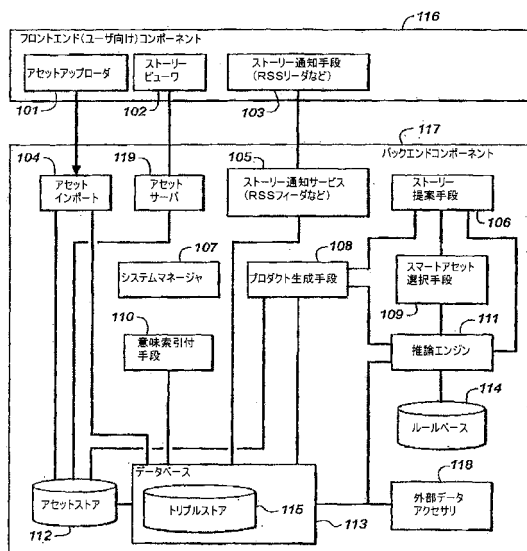 116
フロントエンド(ユーザ向け)コンポーネント
アセットアップローダ
101
ストーリー
ビューワ
102
ストーリー通知手段
(RSSリーダなど)
103
117
バックエンドコンポーネント
104
アセット
インポート
119
アセット
サーバ
105
ストーリー通知サービス
(RSSフィーダなど)
ストーリー
提案手段
106
107
システムマネージャ
108
プロダクト生成手段
スマートアセット
選択手段
109
110
意味索引付
手段
111
推論エンジン
114
ルールベース
データベース
アセットストア
112
トリプルストア
115
113
118
外部データ
アクセサリ